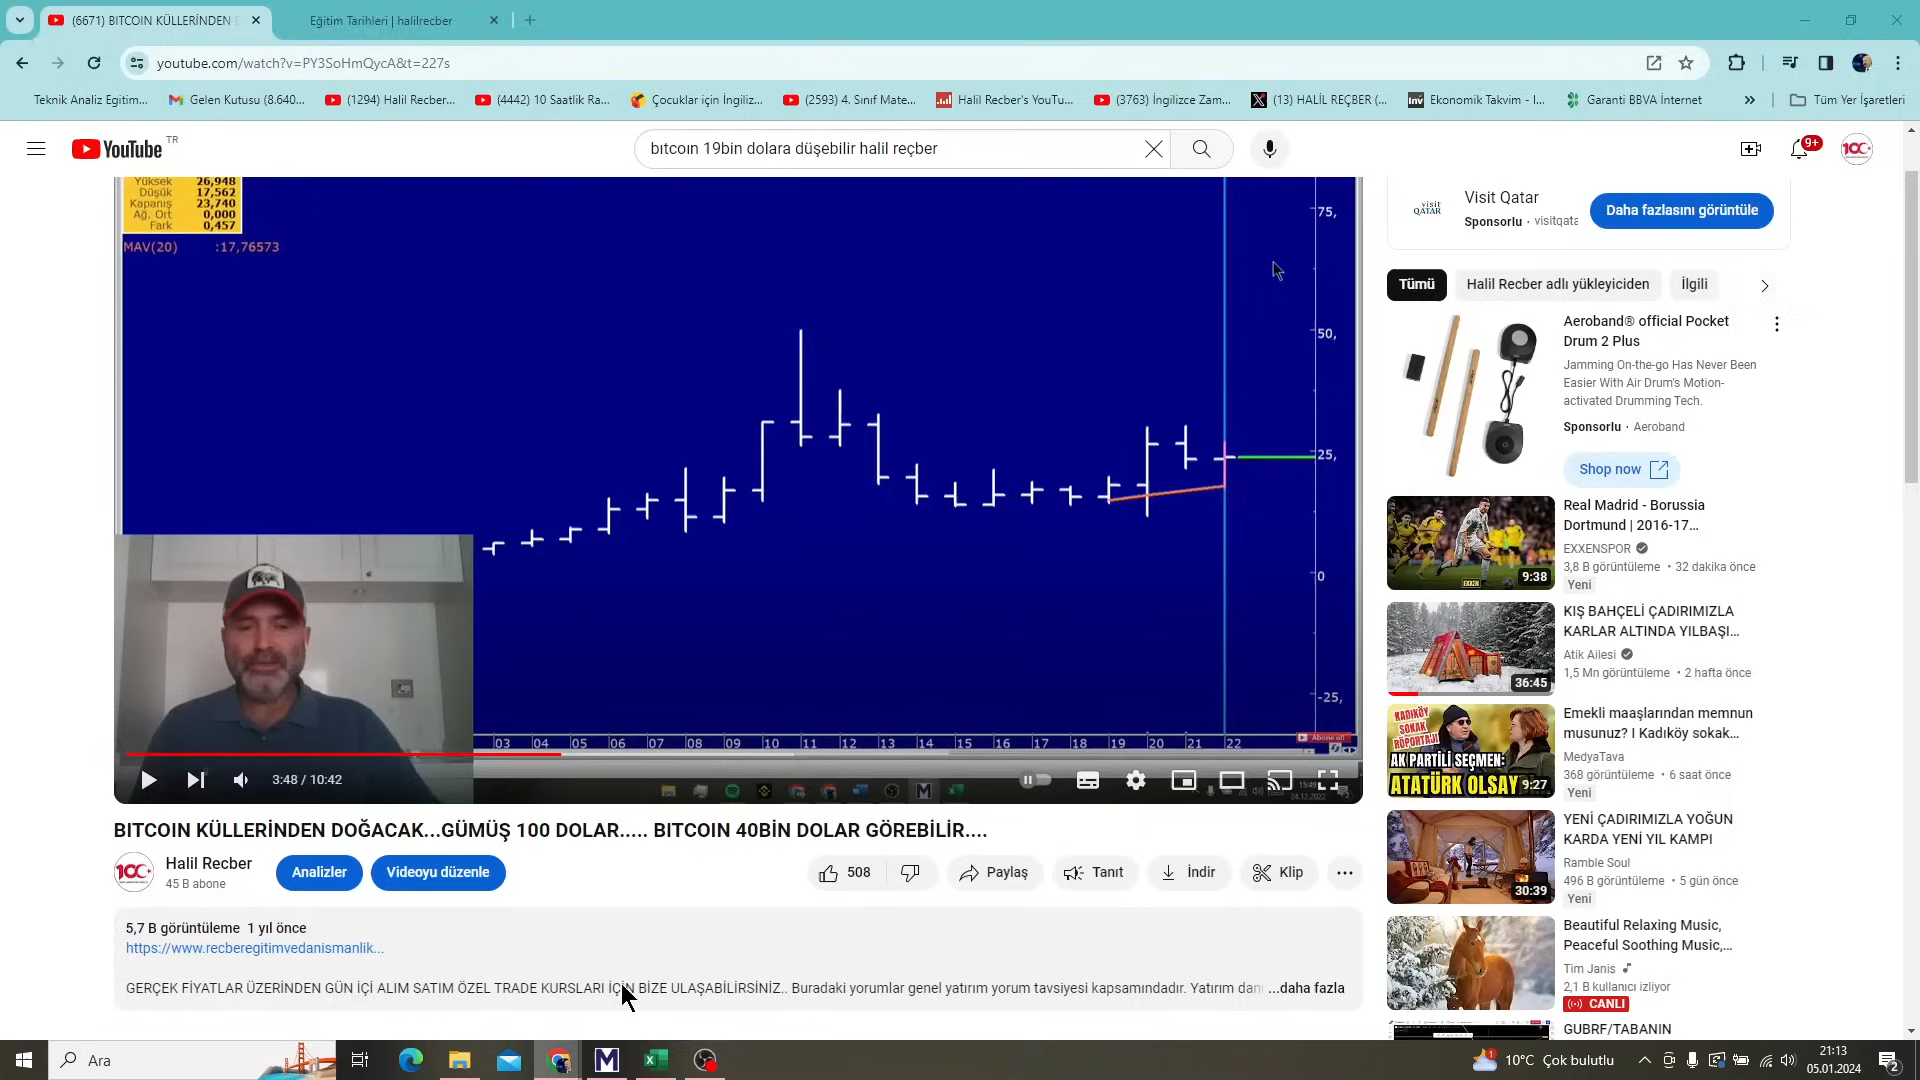 (6671) BITCOIN KÜLLERİNDEN
Eğitim Tarihleri | halilrecber
youtube.com/watch?v=PY3SoHmQycA&t=227s
Teknik Analiz Egitim...
Gelen Kutusu (8.640...
(1294) Halil Recber...
(4442) 10 Saatlik Ra...
Çocuklar için İngiliz...
(2593) 4. Sınıf Mate...
Halil Recber's YouTu...
(3763) İngilizce Zam...
(13) HALİL REÇBER (...
Ekonomik Takvim - I...
Garanti BBVA İnternet
Tüm Yer İşaretleri
YouTube TR
bıtcoın 19bin dolara düşebilir halil reçber
9+
Yüksek 26,948
Düşük 17,562
Kapanış 23,740
Ağ. Ort 0,000
Fark 0,457
MAV(20) :17,76573
75,
50,
25,
0
-25,
03 04 05 06 07 08 09 10 11 12 13 14 15 16 17 18 19 20 21 22
Abone ol!
3:48 / 10:42
15:49
24.12.2022
BITCOIN KÜLLERİNDEN DOĞACAK...GÜMÜŞ 100 DOLAR..... BITCOIN 40BİN DOLAR GÖREBİLİR....
Halil Recber
45 B abone
Analizler
Videoyu düzenle
508
Paylaş
Tanıt
İndir
Klip
5,7 B görüntüleme 1 yıl önce
https://www.recberegitimvedanismanlik...
GERÇEK FİYATLAR ÜZERİNDEN GÜN İÇİ ALIM SATIM ÖZEL TRADE KURSLARI İÇİN BİZE ULAŞABİLİRSİNİZ.. Buradaki yorumlar genel yatırım yorum tavsiyesi kapsamındadır. Yatırım dan ...daha fazla
visit QATAR
Visit Qatar
Sponsorlu · visitqata
Daha fazlasını görüntüle
Tümü
Halil Recber adlı yükleyiciden
İlgili
Aeroband® official Pocket
Drum 2 Plus
Jamming On-the-go Has Never Been
Easier With Air Drum's Motion-
activated Drumming Tech.
Sponsorlu · Aeroband
Shop now
EXXEN
9:38
Real Madrid - Borussia
Dortmund | 2016-17...
EXXENSPOR
3,8 B görüntüleme • 32 dakika önce
Yeni
36:45
KIŞ BAHÇELİ ÇADIRIMIZLA
KARLAR ALTINDA YILBAŞI...
Atik Ailesi
1,5 Mn görüntüleme • 2 hafta önce
KADIKÖY
SOKAK
RÖPORTAJI
AK PARTİLİ SEÇMEN:
ATATÜRK OLSAY
9:27
Emekli maaşlarından memnun
musunuz? I Kadıköy sokak...
MedyaTava
368 görüntüleme • 6 saat önce
Yeni
30:39
YENİ ÇADIRIMIZLA YOĞUN
KARDA YENİ YIL KAMPI
Ramble Soul
496 B görüntüleme • 5 gün önce
Yeni
Beautiful Relaxing Music,
Peaceful Soothing Music,...
Tim Janis
2,1 B kullanıcı izliyor
CANLI
GUBRF/TABANIN
Ara
10°C Çok bulutlu
21:13
05.01.2024
2